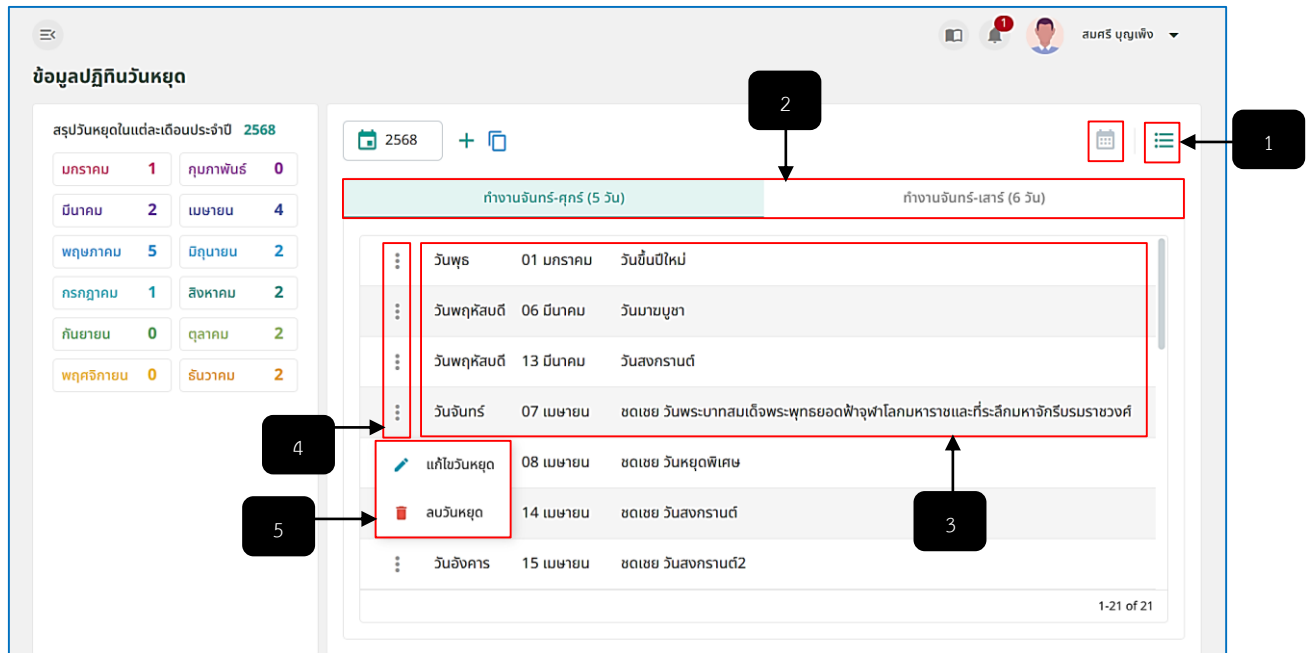 1
สมศรี บุญเพ็ง
ข้อมูลปฏิทินวันหยุด
สรุปวันหยุดในแต่ละเดือนประจำปี 2568
มกราคม 1 กุมภาพันธ์ 0
มีนาคม 2 เมษายน 4
พฤษภาคม 5 มิถุนายน 2
กรกฎาคม 1 สิงหาคม 2
กันยายน 0 ตุลาคม 2
พฤศจิกายน 0 ธันวาคม 2
2
2568
1
ทำงานจันทร์-ศุกร์ (5 วัน) ทำงานจันทร์-เสาร์ (6 วัน)
วันพุธ 01 มกราคม วันขึ้นปีใหม่
วันพฤหัสบดี 06 มีนาคม วันมาฆบูชา
วันพฤหัสบดี 13 มีนาคม วันสงกรานต์
วันจันทร์ 07 เมษายน ชดเชย วันพระบาทสมเด็จพระพุทธยอดฟ้าจุฬาโลกมหาราชและที่ระลึกมหาจักรีบรมราชวงศ์
4
แก้ไขวันหยุด 08 เมษายน ชดเชย วันหยุดพิเศษ
ลบวันหยุด 14 เมษายน ชดเชย วันสงกรานต์
5
3
วันอังคาร 15 เมษายน ชดเชย วันสงกรานต์2
1-21 of 21